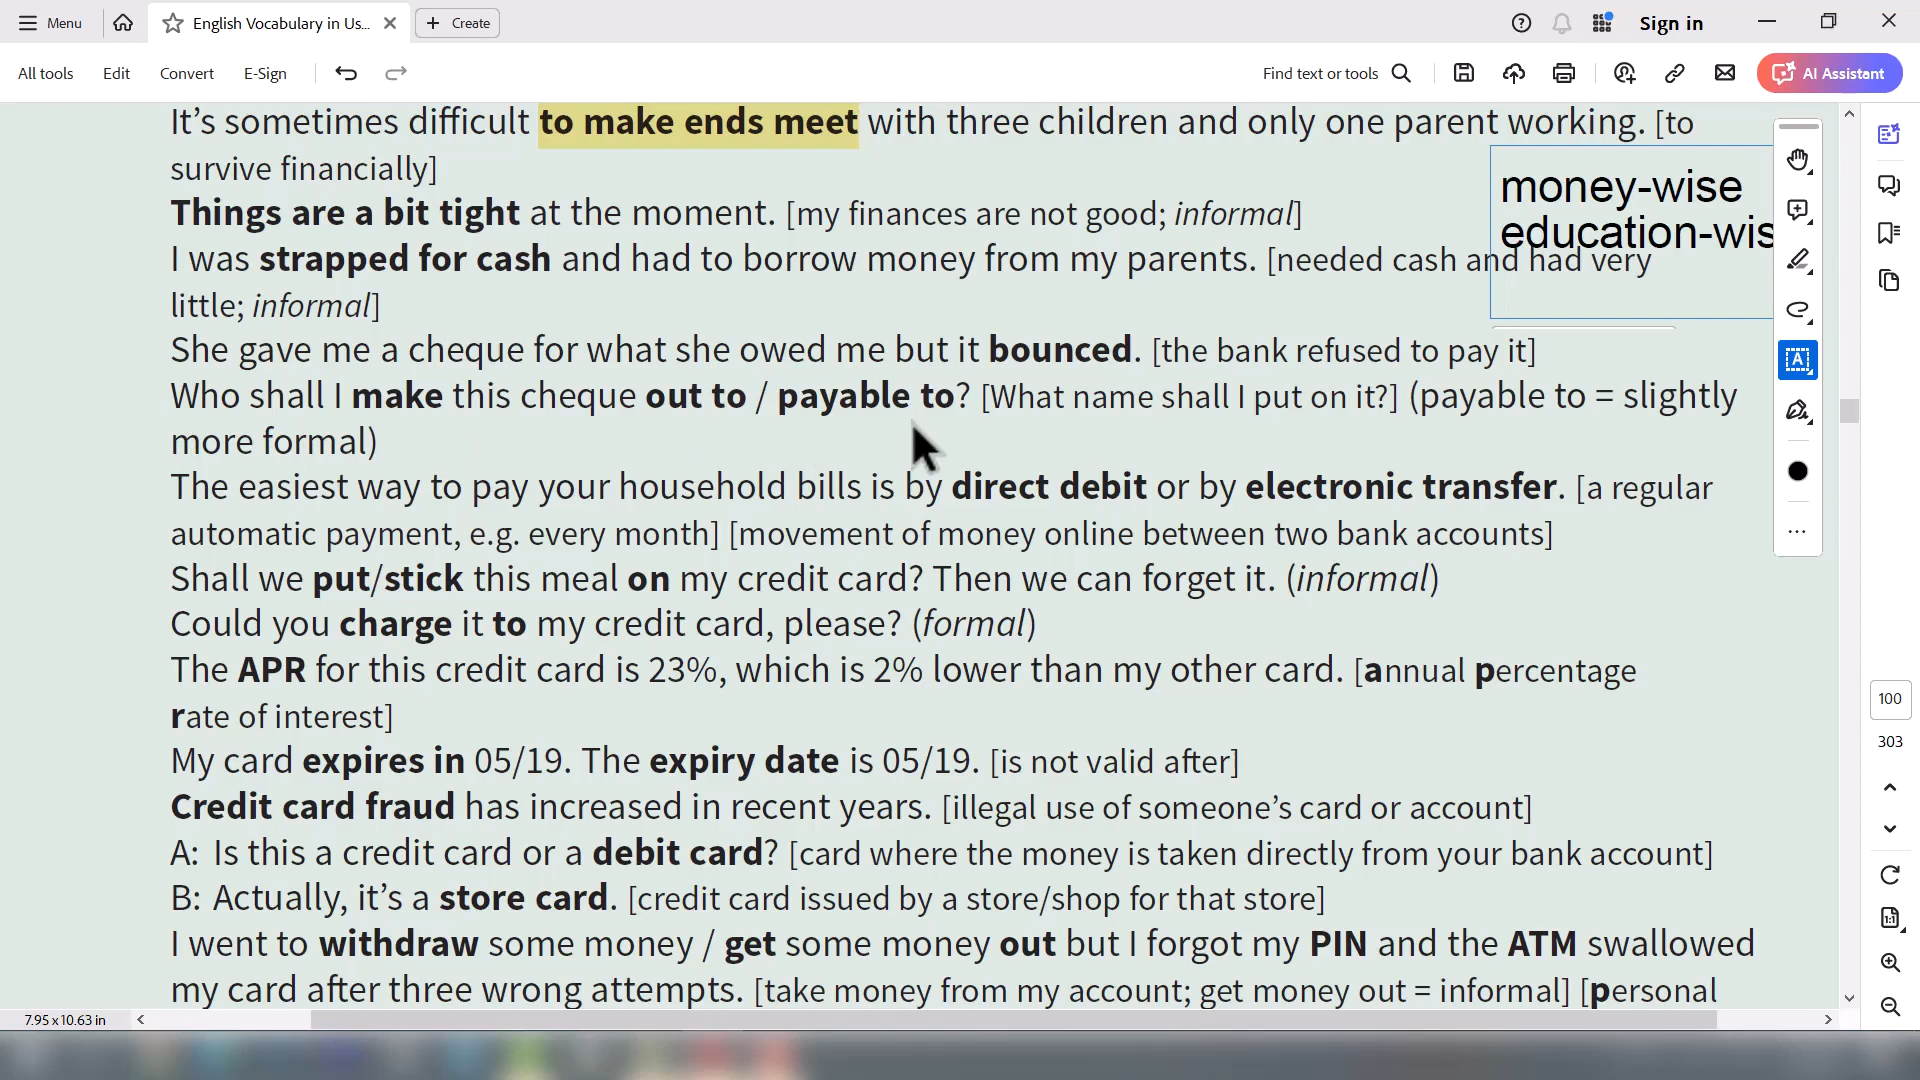 Menu
English Vocabulary in Us...
Create
Sign in
All tools
Edit
Convert
E-Sign
Find text or tools
AI Assistant
It’s sometimes difficult to make ends meet with three children and only one parent working. [to
survive financially]
money-wise
Things are a bit tight at the moment. [my finances are not good; informal]
education-wis
I was strapped for cash and had to borrow money from my parents. [needed cash and had very
little; informal]
She gave me a cheque for what she owed me but it bounced. [the bank refused to pay it]
Who shall I make this cheque out to / payable to? [What name shall I put on it?] (payable to = slightly
more formal)
The easiest way to pay your household bills is by direct debit or by electronic transfer. [a regular
automatic payment, e.g. every month] [movement of money online between two bank accounts]
Shall we put/stick this meal on my credit card? Then we can forget it. (informal)
Could you charge it to my credit card, please? (formal)
The APR for this credit card is 23%, which is 2% lower than my other card. [annual percentage
rate of interest]
My card expires in 05/19. The expiry date is 05/19. [is not valid after]
Credit card fraud has increased in recent years. [illegal use of someone’s card or account]
A: Is this a credit card or a debit card? [card where the money is taken directly from your bank account]
B: Actually, it’s a store card. [credit card issued by a store/shop for that store]
I went to withdraw some money / get some money out but I forgot my PIN and the ATM swallowed
my card after three wrong attempts. [take money from my account; get money out = informal] [personal
100
303
7.95 x 10.63 in